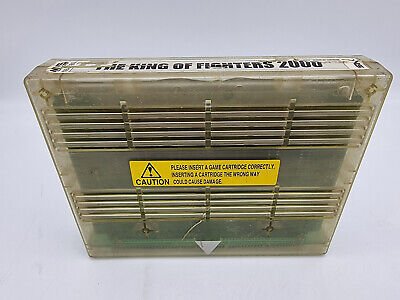 THE KING OF FIGHTERS 2000
PLEASE INSERT A GAME CARTRIDGE CORRECTLY.
INSERTING A CARTRIDGE THE WRONG WAY
CAUTION COULD CAUSE DAMAGE.